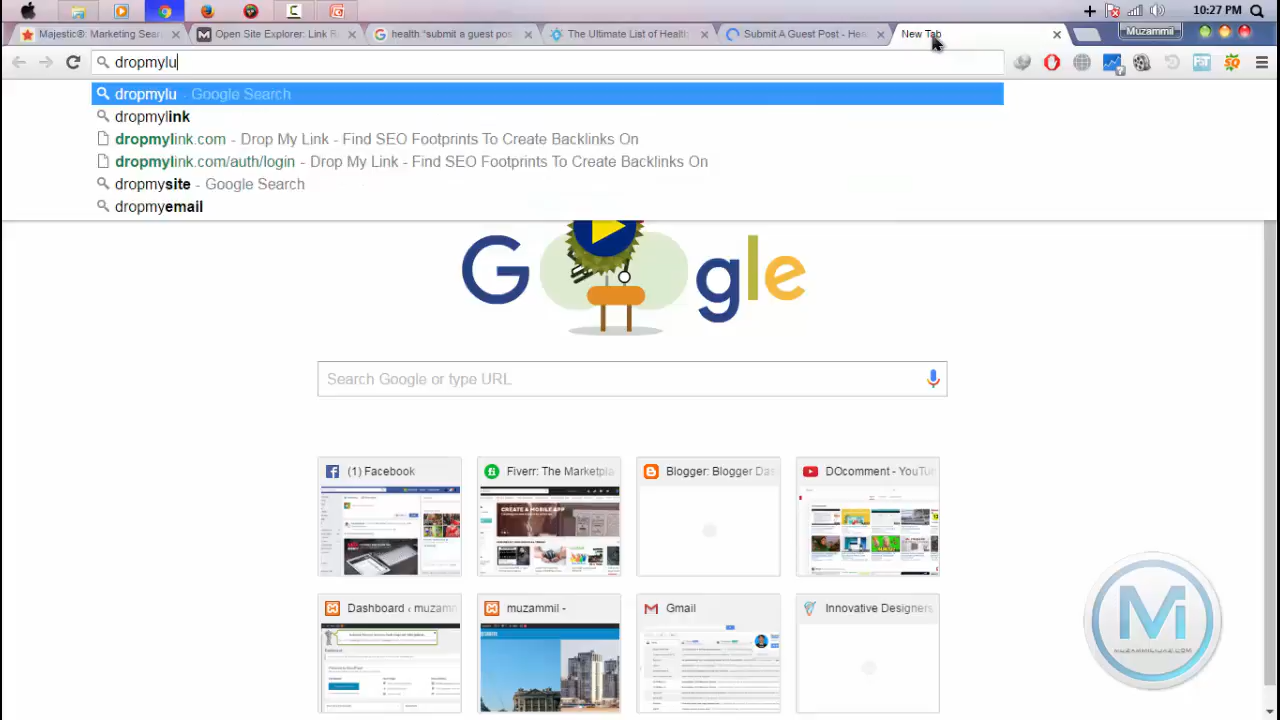 10:27 PM
Majestic®: Marketing Sear
Open Site Explorer: Link R
health "submit a guest pos
The Ultimate List of Health
Submit A Guest Post - Hea
New Tab
Muzammil
dropmylu
dropmylu - Google Search
dropmylink
dropmylink.com - Drop My Link - Find SEO Footprints To Create Backlinks On
dropmylink.com/auth/login - Drop My Link - Find SEO Footprints To Create Backlinks On
dropmysite - Google Search
dropmyemail
Google
Search Google or type URL
(1) Facebook
Fiverr: The Marketpla
Blogger: Blogger Das
DOcomment - YouTu
Dashboard ‹ muzamm
muzammil -
Gmail
Innovative Designers